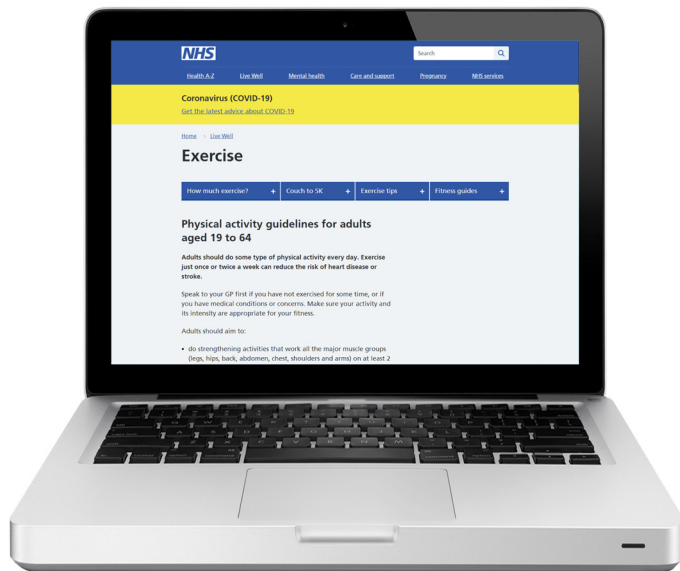 NHS
Search
Health A-Z Live Well Mental health Care and support Pregnancy NHS services
Coronavirus (COVID-19)
Get the latest advice about COVID-19
Home > Live Well
Exercise
How much exercise? + Couch to 5K + Exercise tips + Fitness guides +
Physical activity guidelines for adults
aged 19 to 64
Adults should do some type of physical activity every day. Exercise
just once or twice a week can reduce the risk of heart disease or
stroke.
Speak to your GP first if you have not exercised for some time, or if
you have medical conditions or concerns. Make sure your activity and
its intensity are appropriate for your fitness.
Adults should aim to:
• do strengthening activities that work all the major muscle groups
(legs, hips, back, abdomen, chest, shoulders and arms) on at least 2